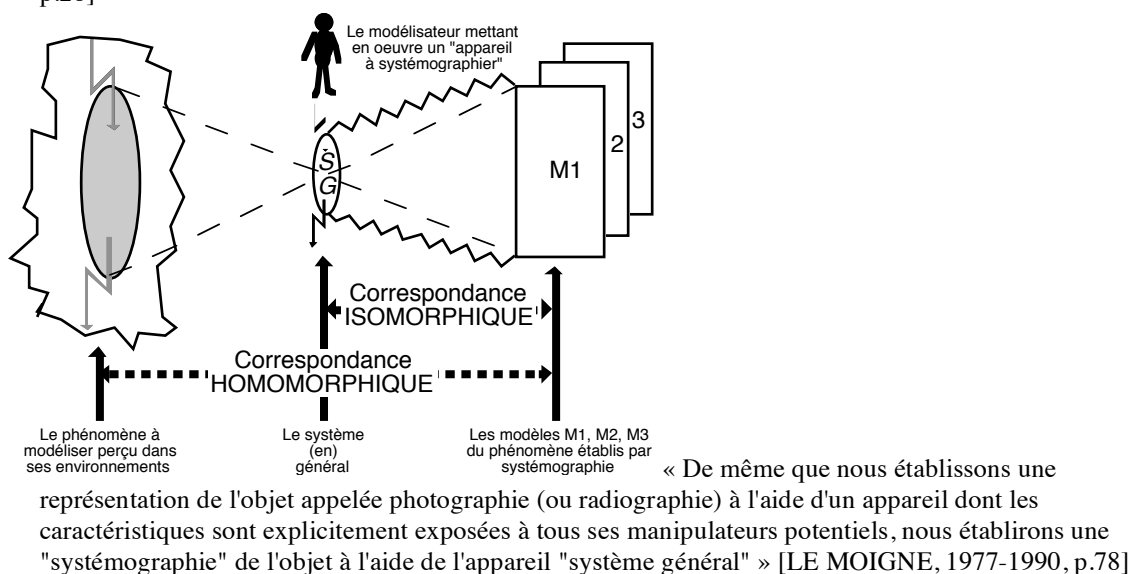 p.28]
Le modélisateur mettant
en oeuvre un "appareil
à systémographier"
S
G
M1
2
3
Correspondance
ISOMORPHIQUE
Correspondance
HOMOMORPHIQUE
Le phénomène à
modéliser perçu dans
ses environnements
Le système
(en)
général
Les modèles M1, M2, M3
du phénomène établis par
systémographie
« De même que nous établissons une
représentation de l'objet appelée photographie (ou radiographie) à l'aide d'un appareil dont les
caractéristiques sont explicitement exposées à tous ses manipulateurs potentiels, nous établirons une
"systémographie" de l'objet à l'aide de l'appareil "système général" » [LE MOIGNE, 1977-1990, p.78]